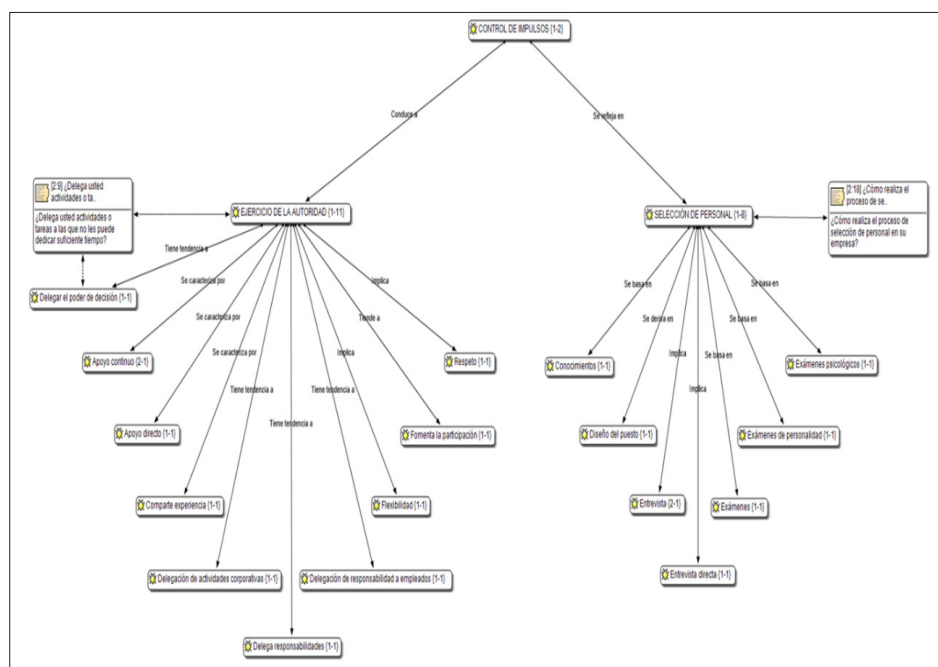 CONTROL DE IMPULSOS {1-2}
Conduce a
Se refleja en
[2:9] ¿Delega usted
actividades o ta..
¿Delega usted actividades o
tareas a las que no les puede
dedicar suficiente tiempo?
EJERCICIO DE LA AUTORIDAD {1-11}
SELECCIÓN DE PERSONAL {1-8}
[2:18] ¿Cómo realiza el
proceso de se..
¿Cómo realiza el proceso de
selección de personal en su
empresa?
Tiene tendencia a
Se caracteriza por
Implica
Se caracteriza por
Tiende a
Se caracteriza por
Implica
Tiene tendencia a
Tiene tendencia a
Tiene tendencia a
Delegar el poder de decisión {1-1}
Apoyo continuo {2-1}
Respeto {1-1}
Apoyo directo {1-1}
Fomenta la participación {1-1}
Comparte experiencia {1-1}
Flexibilidad {1-1}
Delegación de actividades corporativas {1-1}
Delegación de responsabilidad a empleados {1-1}
Delega responsabilidades {1-1}
Se basa en
Se basa en
Se deriva en
Se basa en
Implica
Se basa en
Implica
Conocimientos {1-1}
Exámenes psicológicos {1-1}
Diseño del puesto {1-1}
Exámenes de personalidad {1-1}
Entrevista {2-1}
Exámenes {1-1}
Entrevista directa {1-1}